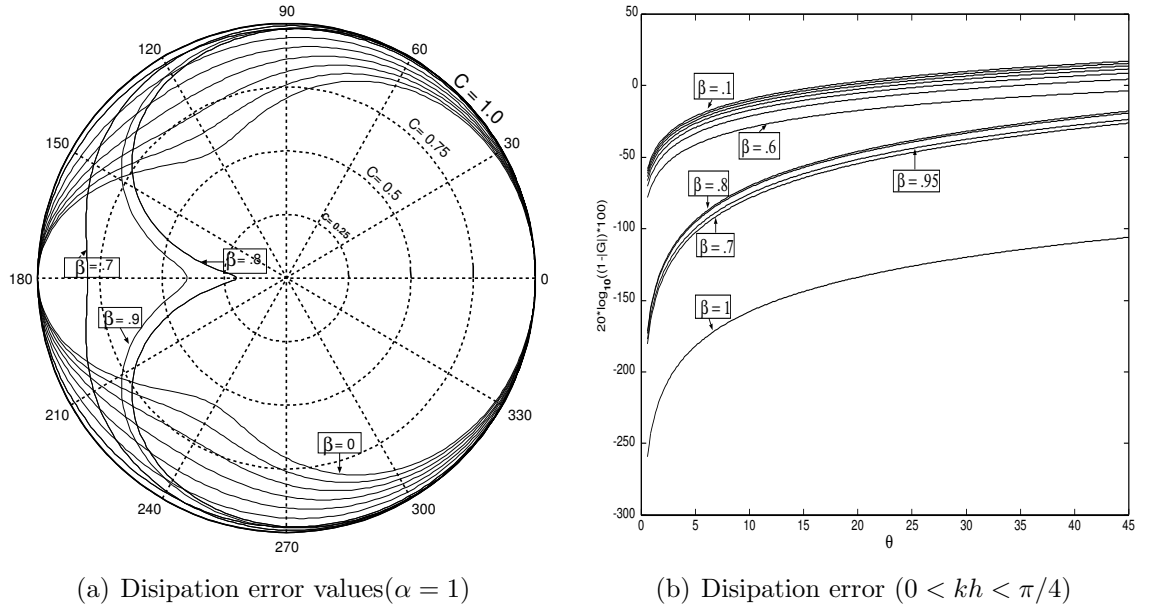 90
120
60
C = 1.0
150
30
C= 0.75
C= 0.5
C= 0.25
β= .8
β= .7
180
0
β= .9
210
330
β= 0
240
300
270
(a) Disipation error values(α = 1)
50
0
-50
-100
-150
-200
-250
-300
20*log10((1-|G|)*100)
β = .1
β = .6
β = .8
β = .95
β = .7
β = 1
0
5
10
15
20
25
30
35
40
45
θ
(b) Disipation error (0 < kh < π/4)